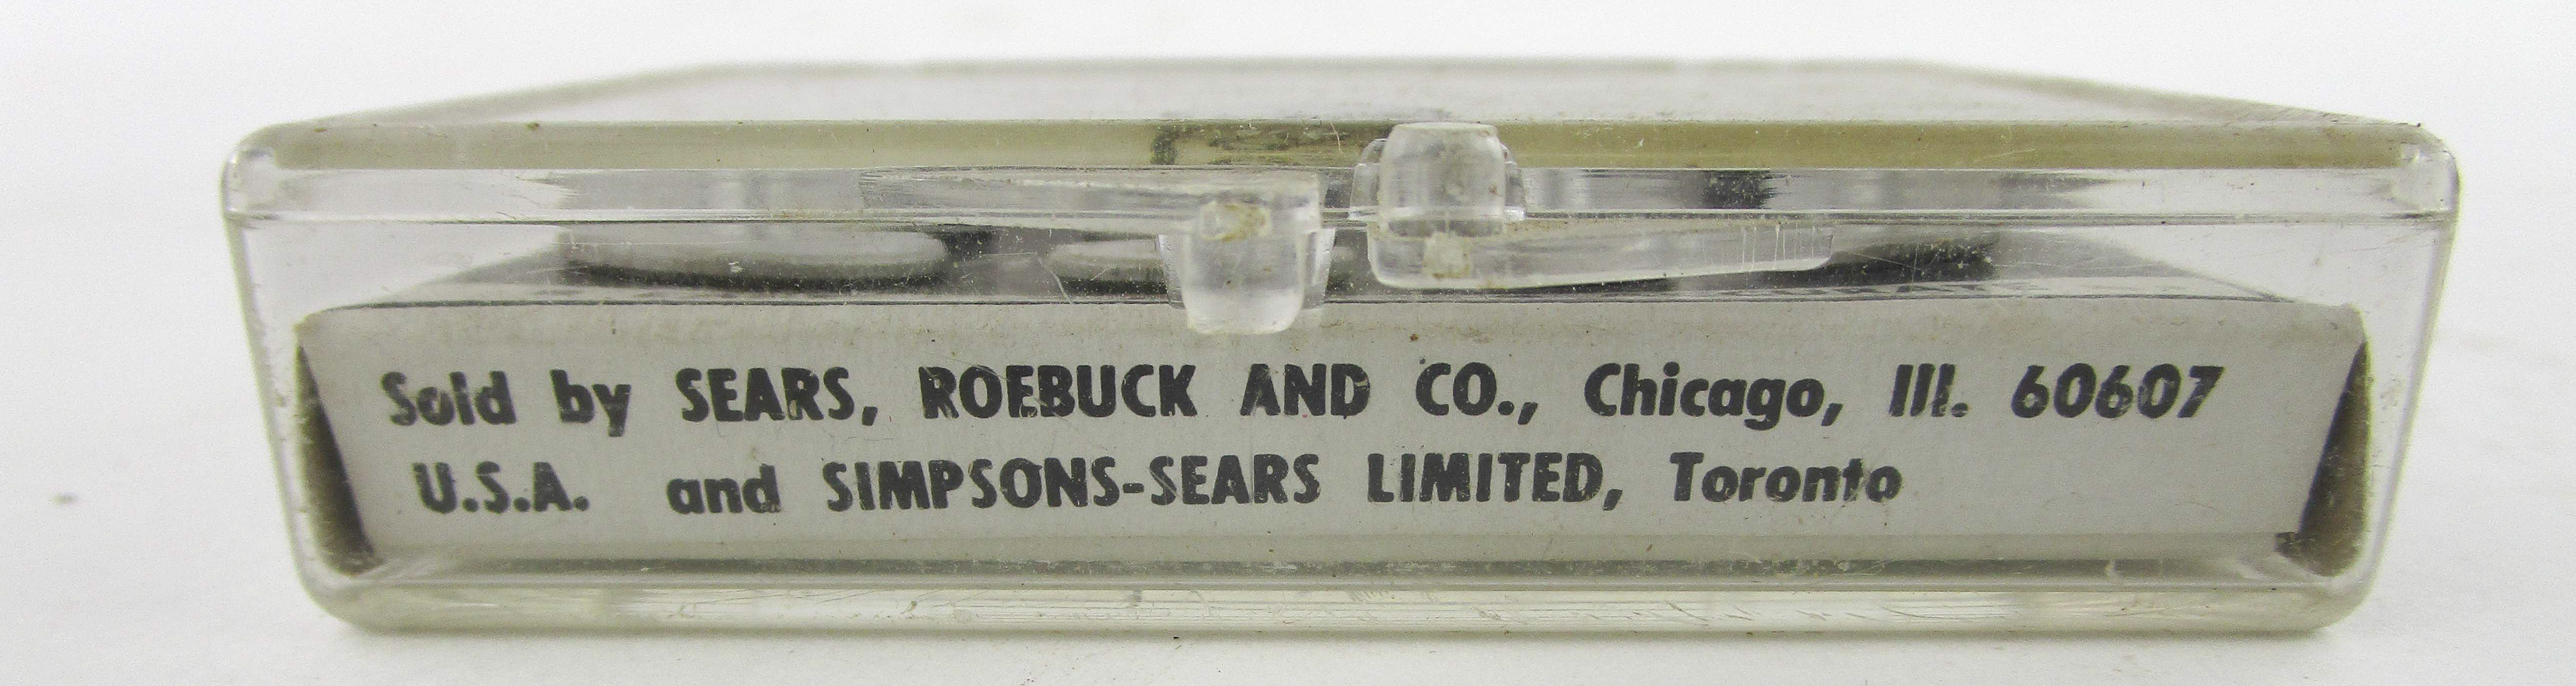 Sold by SEARS, ROEBUCK AND CO., Chicago, Ill. 60607
U.S.A. and SIMPSONS-SEARS LIMITED, Toronto